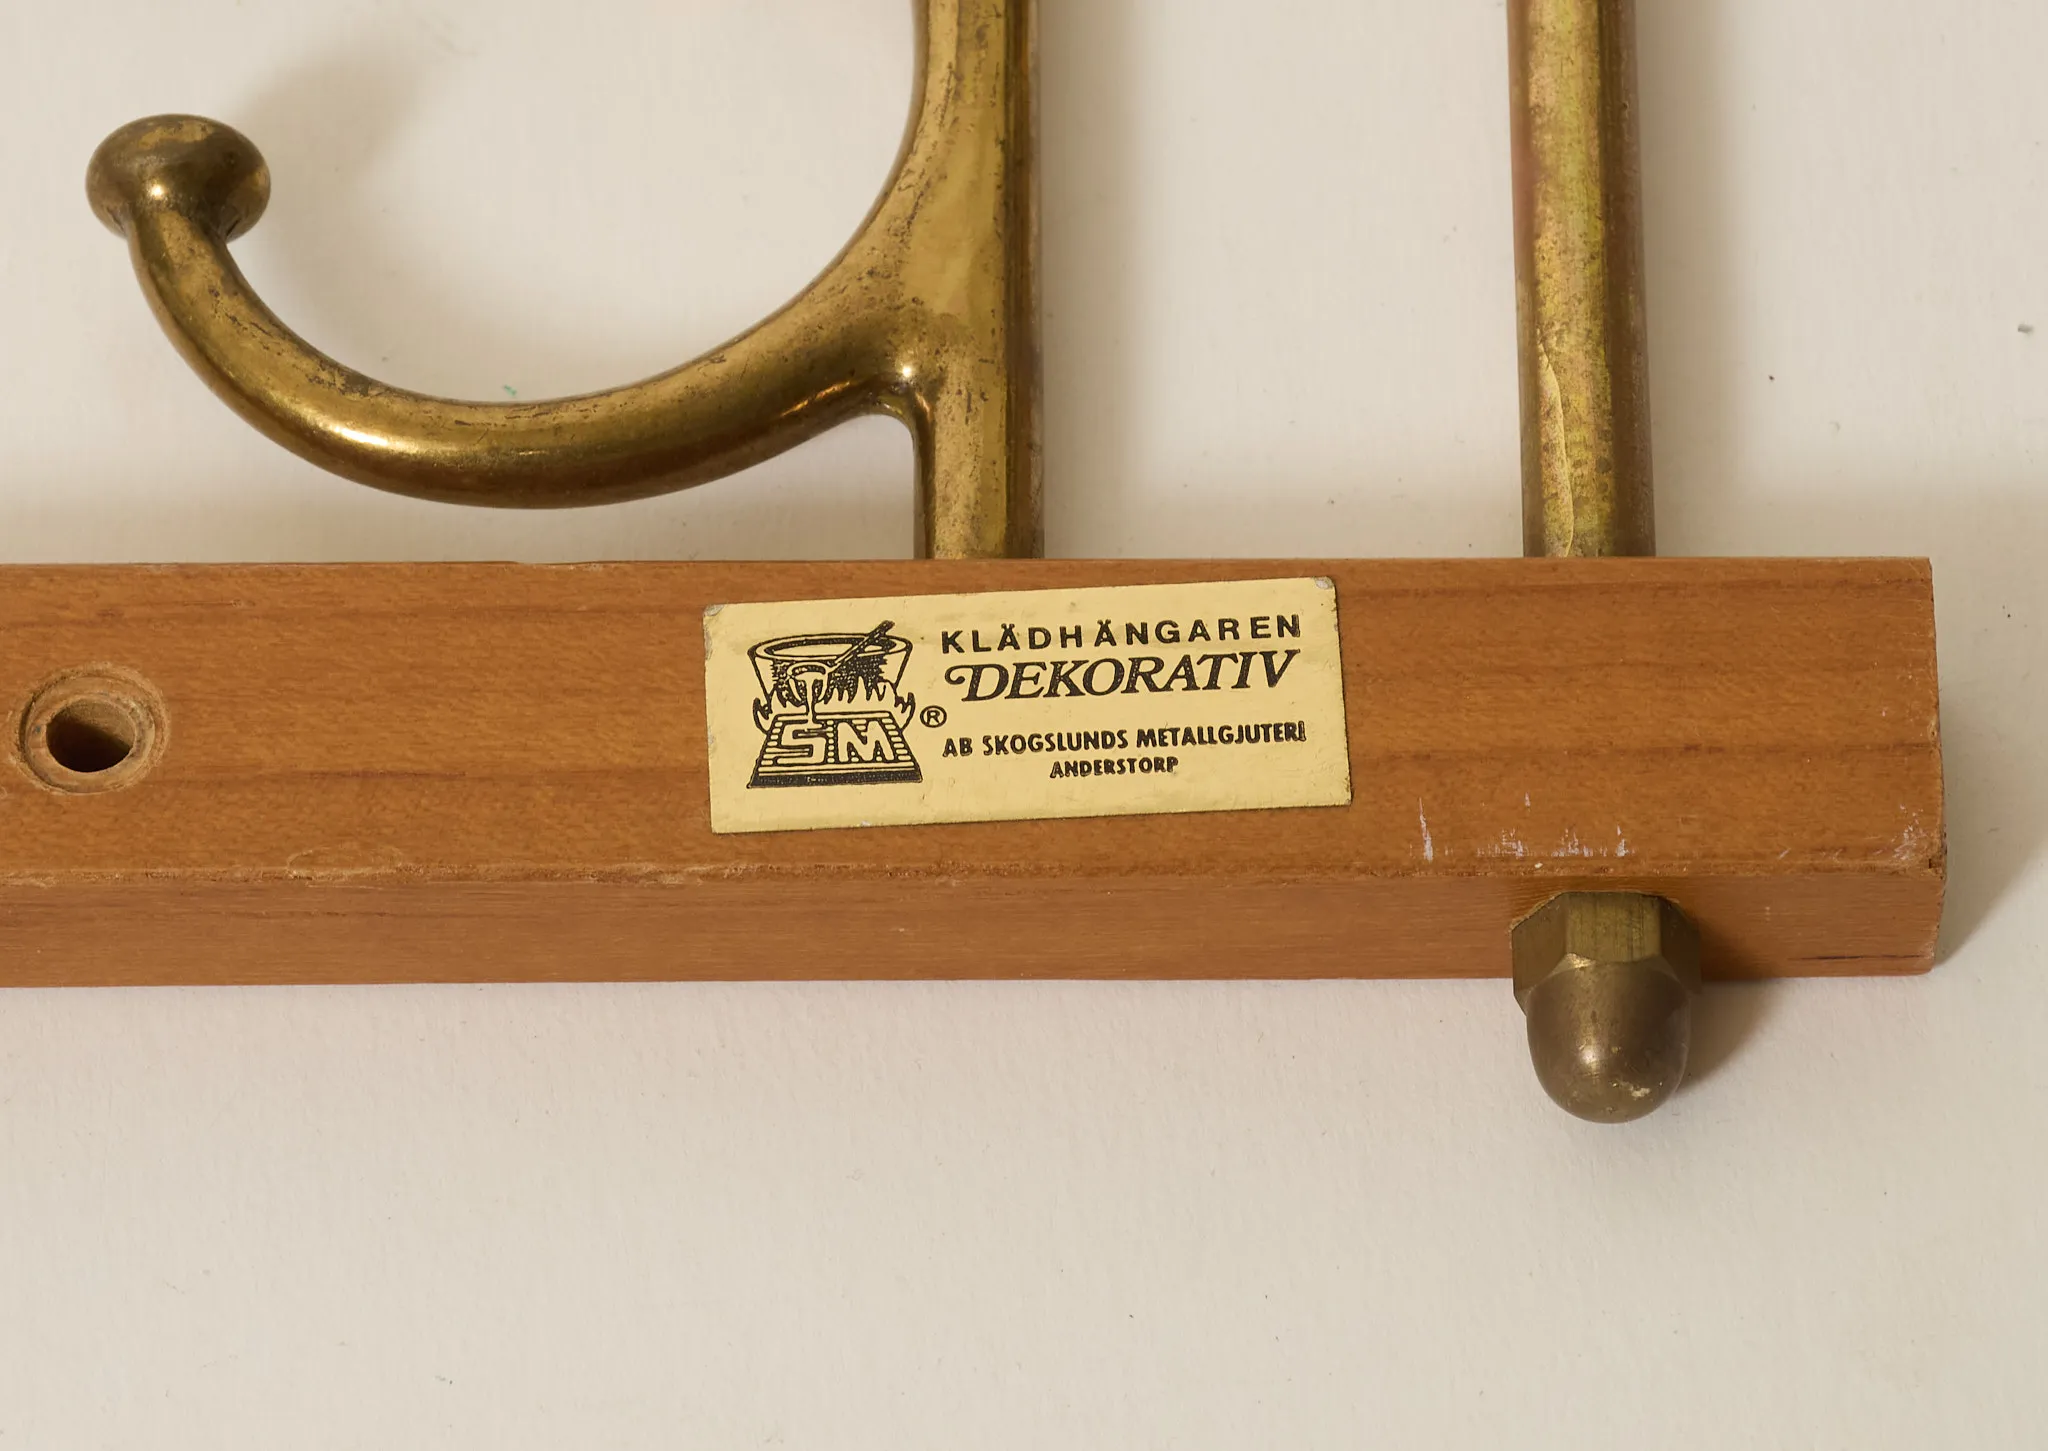 KLÄDHÄNGAREN
DEKORATIV
SM ®
AB SKOGSLUNDS METALLGJUTERI
ANDERSTORP